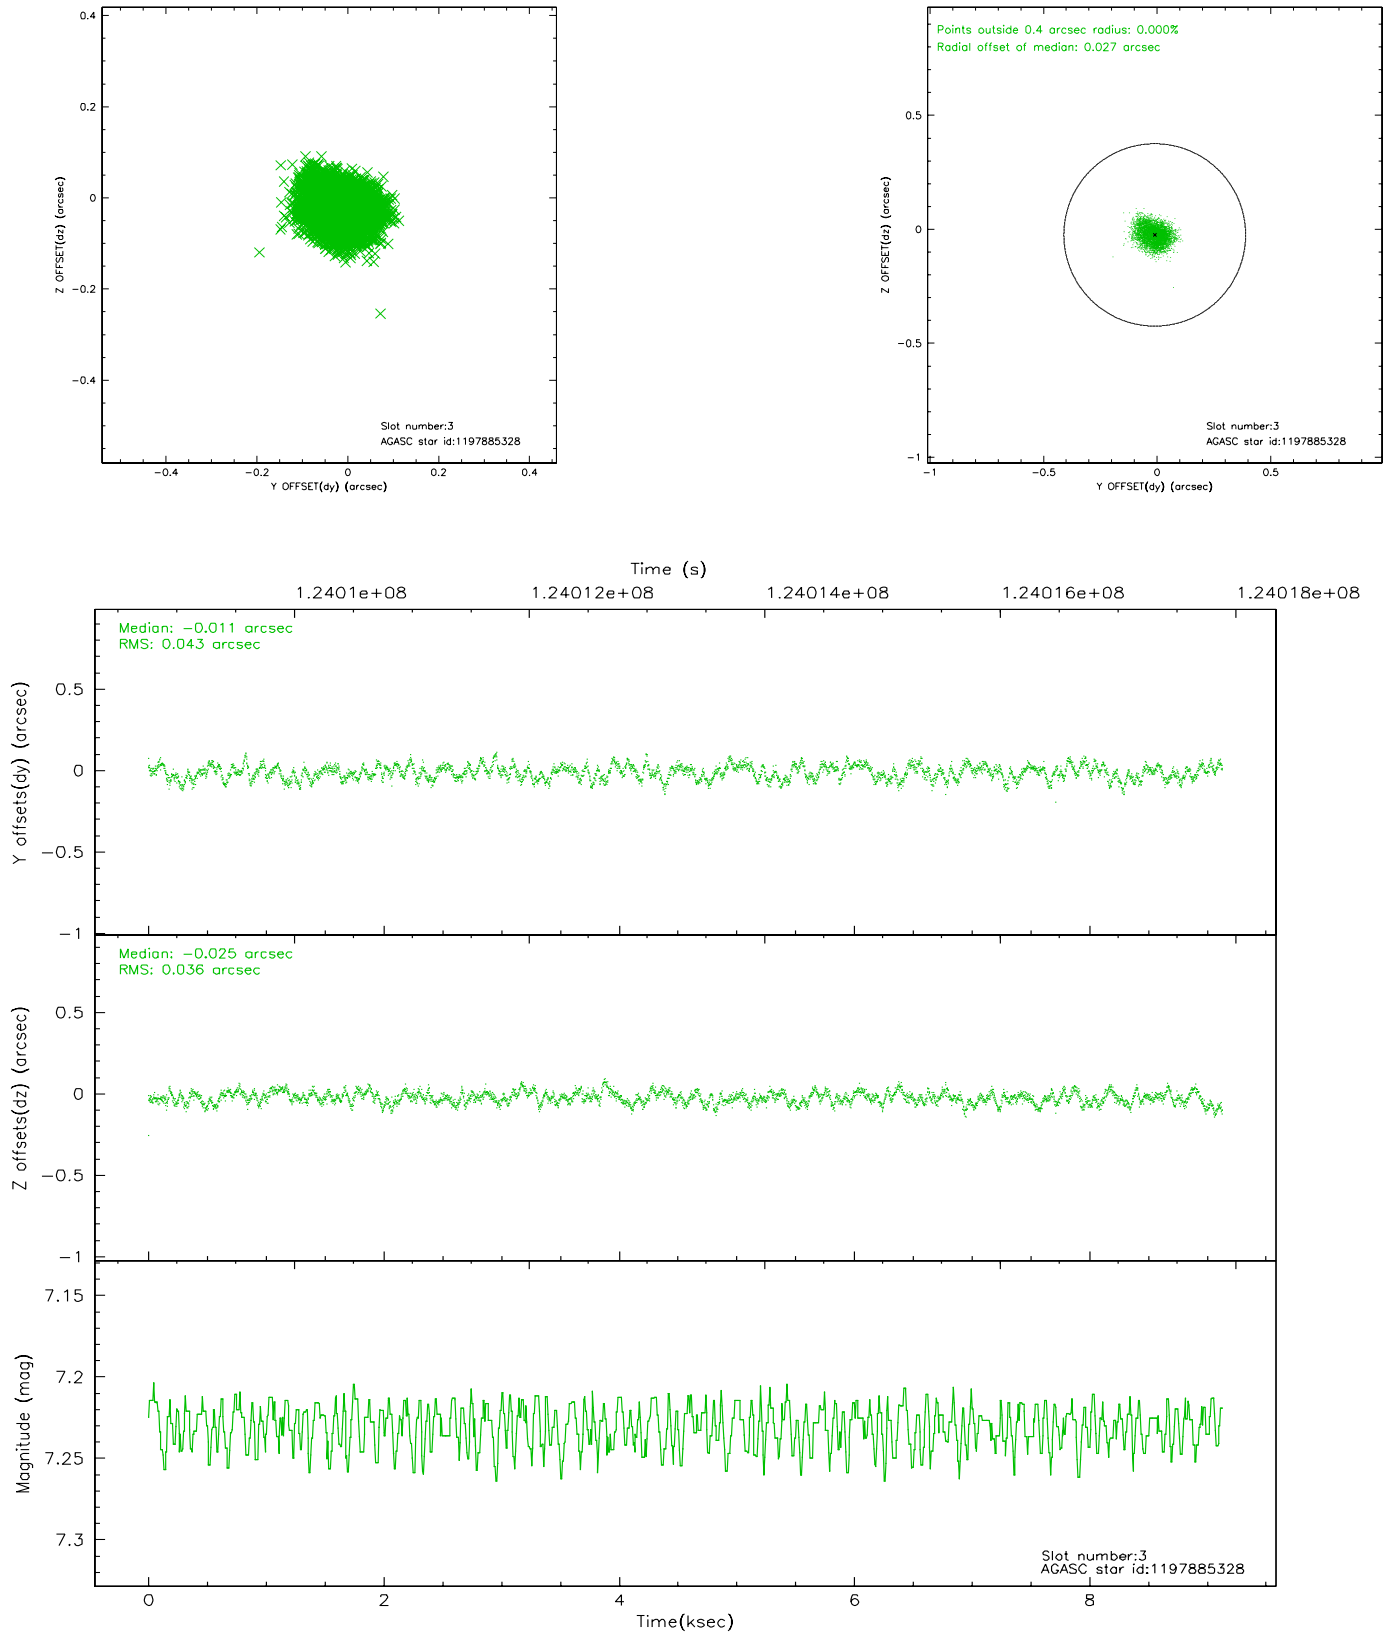 0.4
0.2
0
−0.2
−0.4
Z OFFSET(dz) (arcsec)
Slot number:3
AGASC star id:1197885328
−0.4 −0.2 0 0.2 0.4
Y OFFSET(dy) (arcsec)
Points outside 0.4 arcsec radius: 0.000%
Radial offset of median: 0.027 arcsec
0.5
0
−0.5
−1
Z OFFSET(dz) (arcsec)
Slot number:3
AGASC star id:1197885328
−1 −0.5 0 0.5
Y OFFSET(dy) (arcsec)
Time (s)
1.2401e+08 1.24012e+08 1.24014e+08 1.24016e+08 1.24018e+08
Median: −0.011 arcsec
RMS: 0.043 arcsec
0.5
0
−0.5
−1
Y offsets(dy) (arcsec)
Median: −0.025 arcsec
RMS: 0.036 arcsec
0.5
0
−0.5
−1
Z offsets(dz) (arcsec)
7.15
7.2
7.25
7.3
Magnitude (mag)
Slot number:3
AGASC star id:1197885328
0 2 4 6 8
Time(ksec)